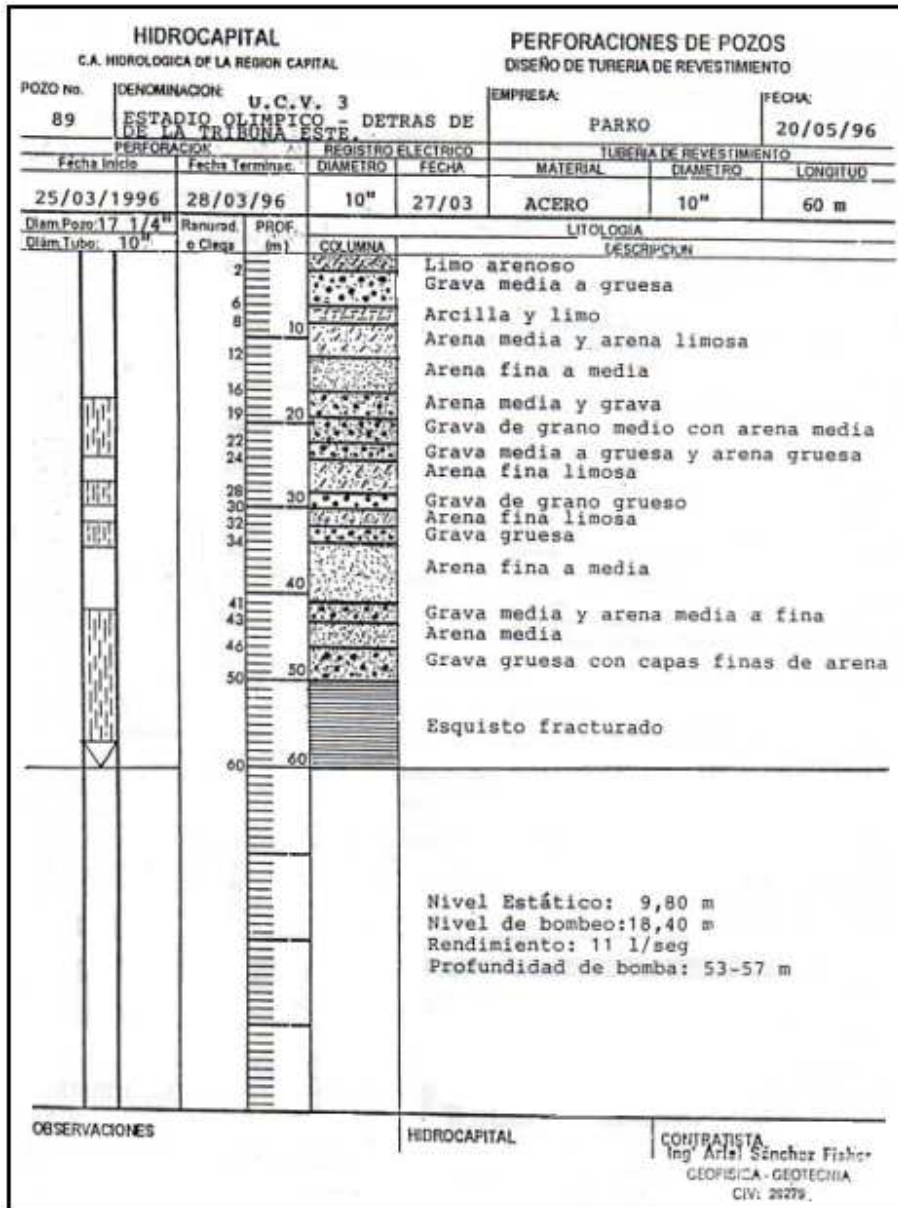 HIDROCAPITAL
C.A. HIDROLOGICA DE LA REGION CAPITAL
PERFORACIONES DE POZOS
DISEÑO DE TUBERIA DE REVESTIMIENTO
POZO No.
89
DENOMINACION:
U.C.V. 3
ESTADIO OLIMPICO - DETRAS DE
DE LA TRIBUNA ESTE.
EMPRESA:
PARKO
FECHA:
20/05/96
PERFORACION
REGISTRO ELECTRICO
TUBERIA DE REVESTIMIENTO
Fecha Inicio
Fecha Terminac.
DIAMETRO
FECHA
MATERIAL
DIAMETRO
LONGITUD
25/03/1996
28/03/96
10"
27/03
ACERO
10"
60 m
Diam.Pozo:17 1/4"
Diám.Tubo: 10"
Ranurad.
o Ciega
PROF.
(m)
LITOLOGIA
COLUMNA
DESCRIPCION
2
Limo arenoso
Grava media a gruesa
6
8
Arcilla y limo
10
Arena media y arena limosa
12
Arena fina a media
16
Arena media y grava
19
20
Grava de grano medio con arena media
22
24
Grava media a gruesa y arena gruesa
Arena fina limosa
28
30
30
Grava de grano grueso
32
Arena fina limosa
34
Grava gruesa
Arena fina a media
40
41
43
Grava media y arena media a fina
Arena media
46
Grava gruesa con capas finas de arena
50
50
Esquisto fracturado
60
60
Nivel Estático: 9,80 m
Nivel de bombeo:18,40 m
Rendimiento: 11 l/seg
Profundidad de bomba: 53-57 m
OBSERVACIONES
HIDROCAPITAL
CONTRATISTA
Ing° Ariel Sánchez Fisher
GEOFISICA - GEOTECNIA
CIV: